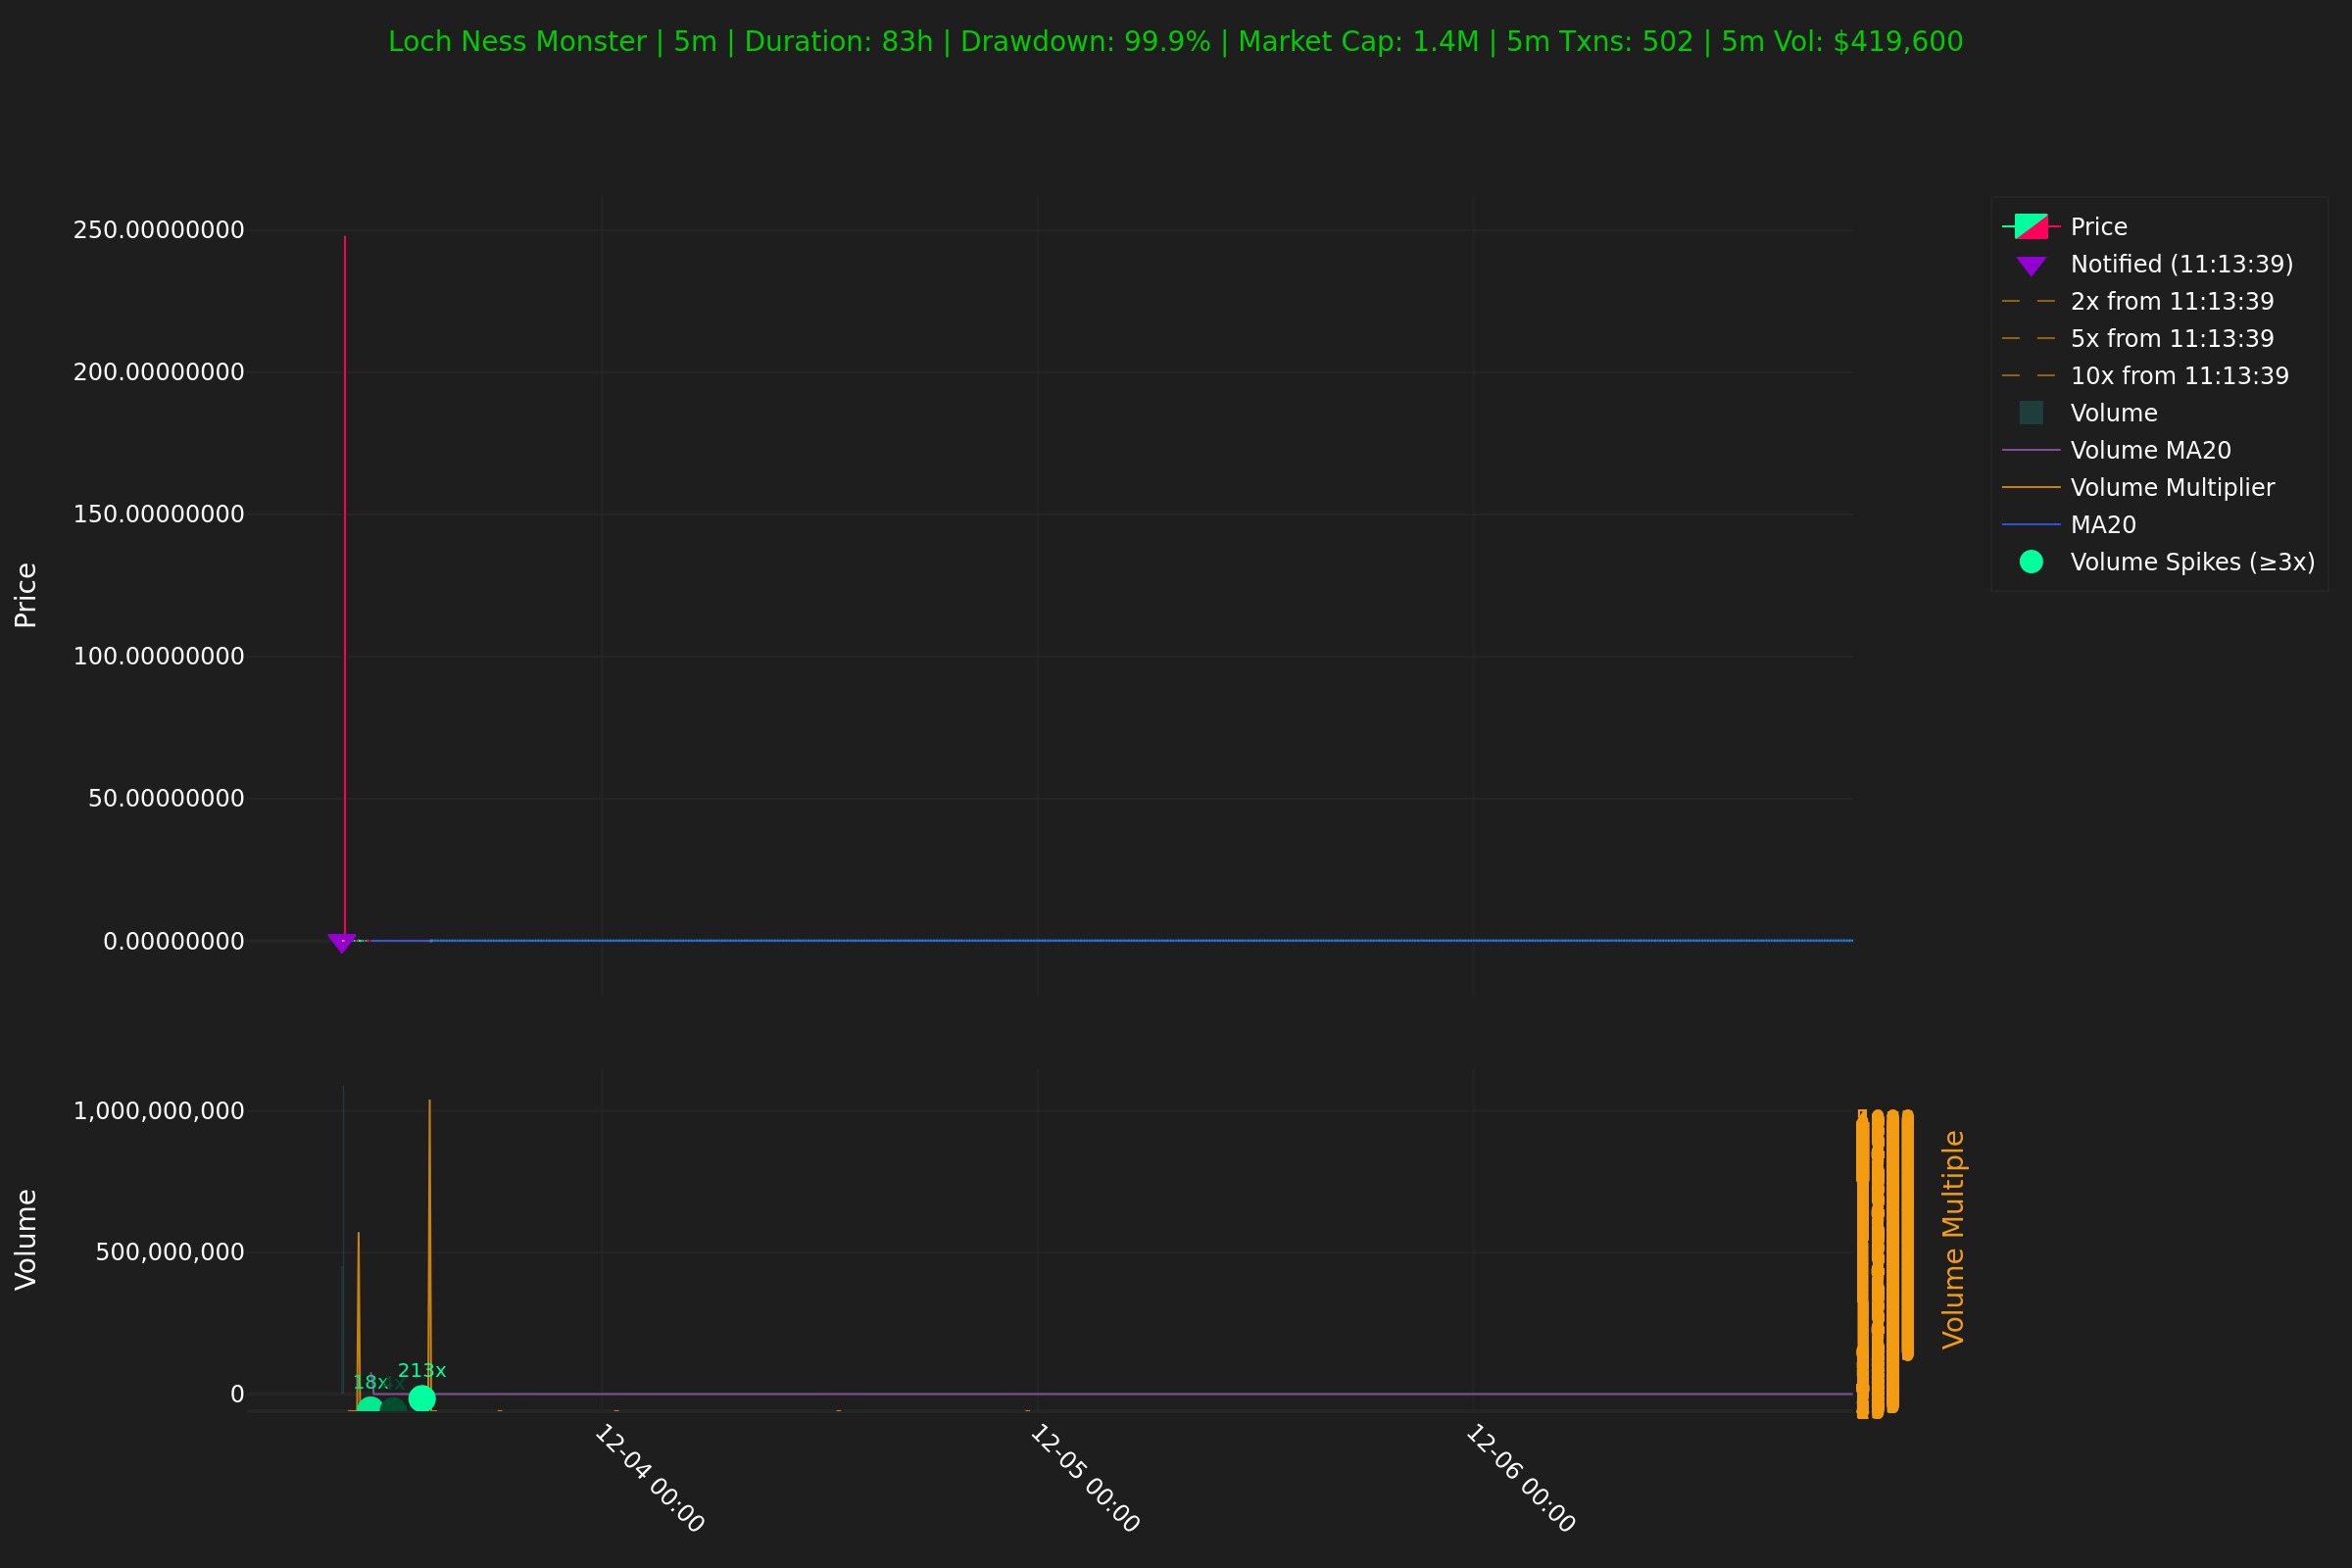 Loch Ness Monster | 5m | Duration: 83h | Drawdown: 99.9% | Market Cap: 1.4M | 5m Txns: 502 | 5m Vol: $419,600
250.00000000
200.00000000
150.00000000
100.00000000
50.00000000
0.00000000
Price
Price
Notified (11:13:39)
2x from 11:13:39
5x from 11:13:39
10x from 11:13:39
Volume
Volume MA20
Volume Multiplier
MA20
Volume Spikes (≥3x)
1,000,000,000
500,000,000
0
Volume
18x
213x
Volume Multiple
12-04 00:00
12-05 00:00
12-06 00:00